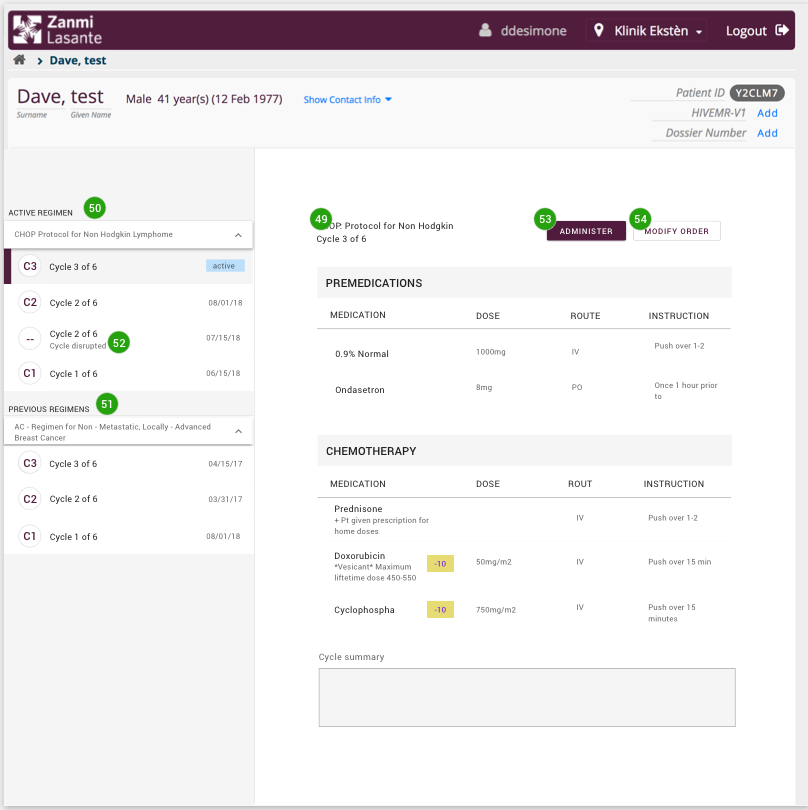 Zanmi
Lasante
ddesimone
Klinik Ekstèn
Logout
Dave, test
Dave, test
Surname Given Name
Male 41 year(s) (12 Feb 1977)
Show Contact Info
Patient ID Y2CLM7
HIVEMR-V1 Add
Dossier Number Add
ACTIVE REGIMEN 50
CHOP Protocol for Non Hodgkin Lymphome
C3 Cycle 3 of 6 active
C2 Cycle 2 of 6 08/01/18
-- Cycle 2 of 6 07/15/18
Cycle disrupted 52
C1 Cycle 1 of 6 06/15/18
PREVIOUS REGIMENS 51
AC - Regimen for Non - Metastatic, Locally - Advanced
Breast Cancer
C3 Cycle 3 of 6 04/15/17
C2 Cycle 2 of 6 03/31/17
C1 Cycle 1 of 6 08/01/18
49
OP. Protocol for Non Hodgkin
Cycle 3 of 6
53 ADMINISTER
54 MODIFY ORDER
PREMEDICATIONS
MEDICATION DOSE ROUTE INSTRUCTION
0.9% Normal 1000mg IV Push over 1-2
Ondasetron 8mg PO Once 1 hour prior
to
CHEMOTHERAPY
MEDICATION DOSE ROUT INSTRUCTION
Prednisone
+ Pt given prescription for IV Push over 1-2
home doses
Doxorubicin
*Vesicant* Maximum -10 50mg/m2 IV Push over 15 min
liftetime dose 450-550
Cyclophospha -10 750mg/m2 IV Push over 15
minutes
Cycle summary